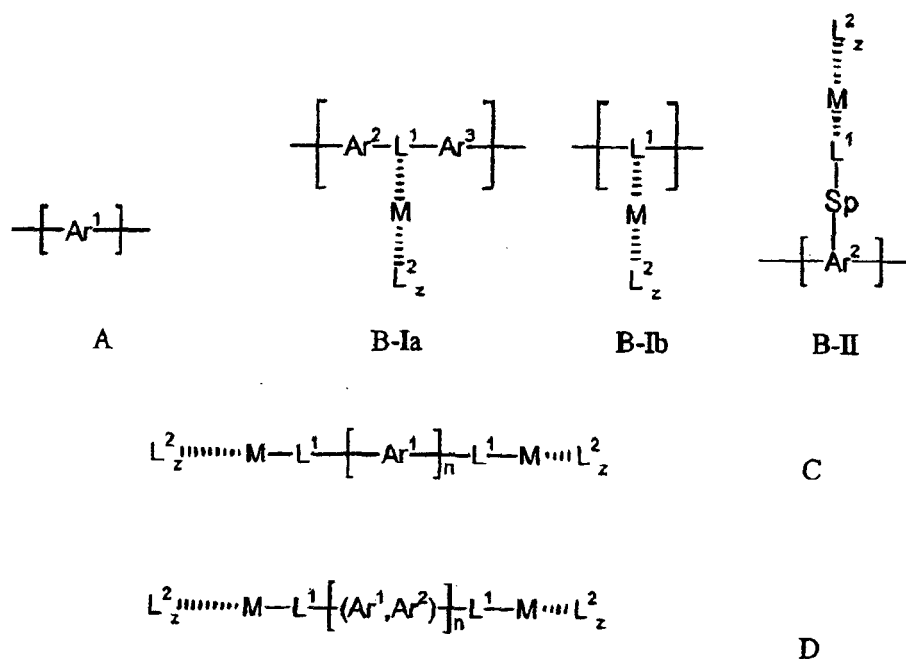 [Ar¹]
A
[Ar²—L¹—Ar³]
M
L²z
B-Ia
[L¹]
M
L²z
B-Ib
L²z
M
L¹
Sp
[Ar²]
B-II
L²z M—L¹—[Ar¹]n—L¹—M L²z
C
L²z M—L¹—[(Ar¹,Ar²)]n—L¹—M L²z
D